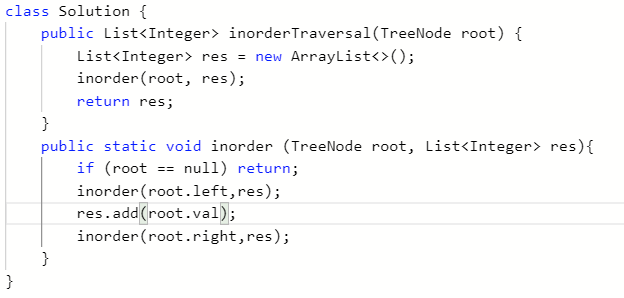 class Solution {
    public List<Integer> inorderTraversal(TreeNode root) {
        List<Integer> res = new ArrayList<>();
        inorder(root, res);
        return res;
    }
    public static void inorder (TreeNode root, List<Integer> res){
        if (root == null) return;
        inorder(root.left,res);
        res.add(root.val);
        inorder(root.right,res);
    }
}